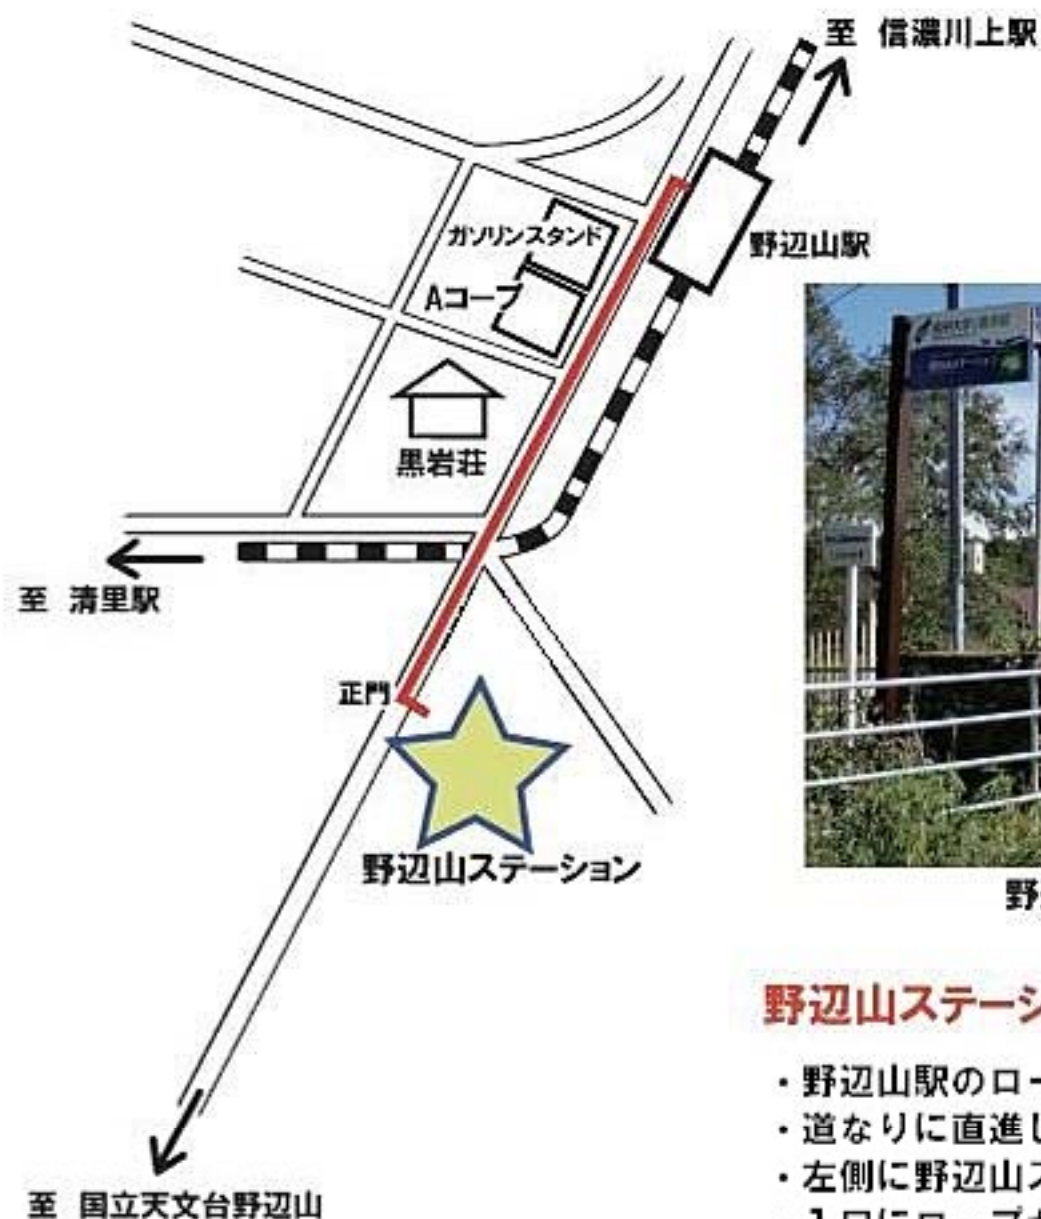 至 信濃川上駅
ガソリンスタンド
野辺山駅
Aコープ
黒岩荘
至 清里駅
正門
野辺山ステーション
野
野辺山ステーシ
・野辺山駅のロー
・道なりに直進し
・左側に野辺山ス
至 国立天文台野辺山